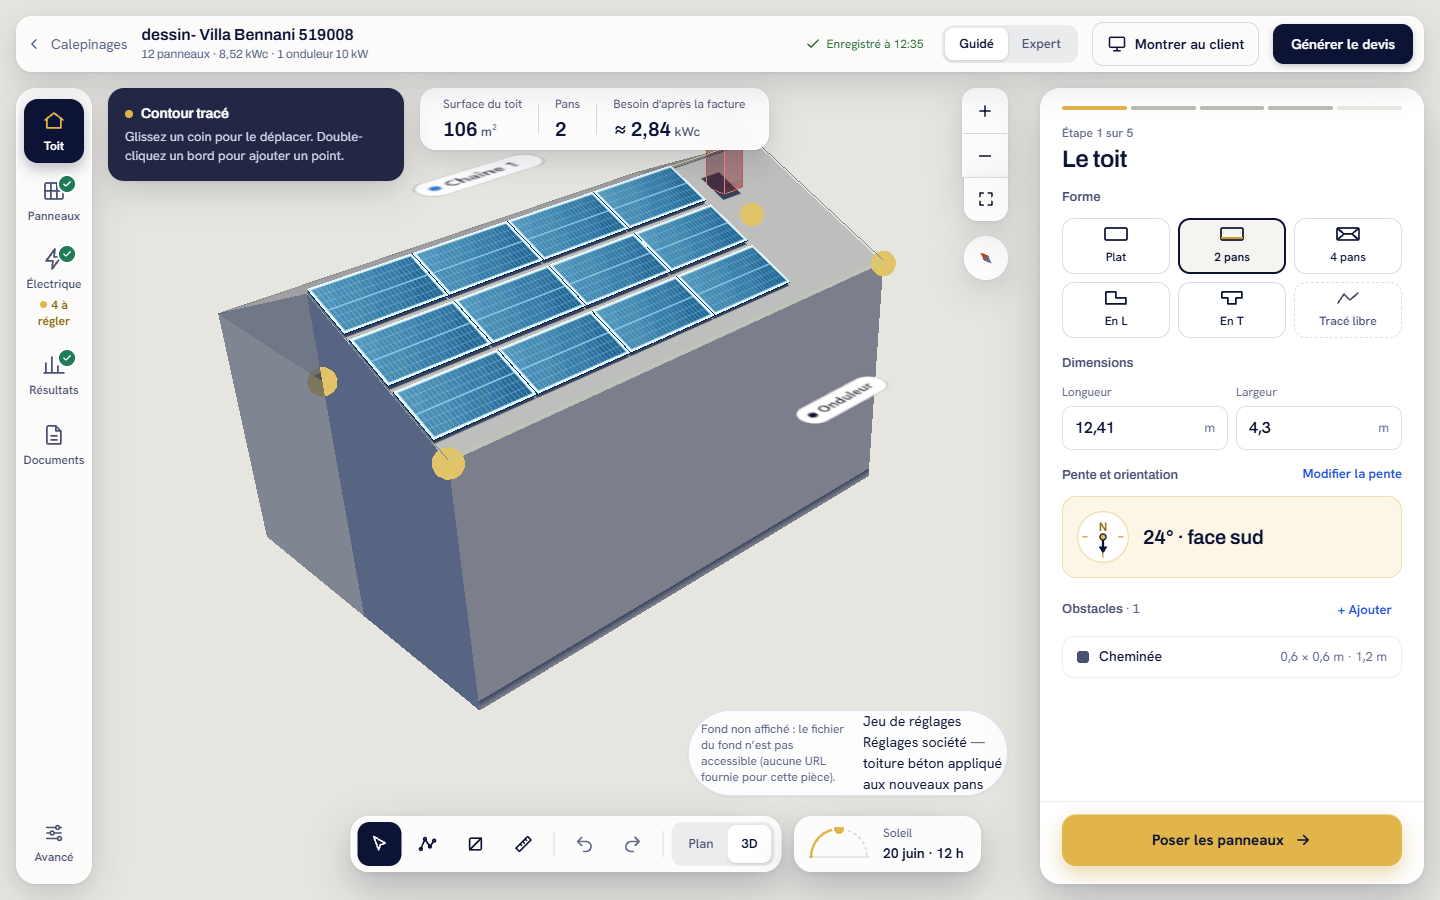 Calepinages
dessin- Villa Bennani 519008
12 panneaux · 8,52 kWc · 1 onduleur 10 kW
Enregistré à 12:35
Guidé
Expert
Montrer au client
Générer le devis
Toit
Panneaux
Électrique
4 à
régler
Résultats
Documents
Avancé
Contour tracé
Glissez un coin pour le déplacer. Double-
cliquez un bord pour ajouter un point.
Surface du toit
106 m²
Pans
2
Besoin d'après la facture
≈ 2,84 kWc
Chaîne 1
Onduleur
Fond non affiché : le fichier
du fond n’est pas
accessible (aucune URL
fournie pour cette pièce).
Jeu de réglages
Réglages société —
toiture béton appliqué
aux nouveaux pans
Plan
3D
Soleil
20 juin · 12 h
Étape 1 sur 5
Le toit
Forme
Plat
2 pans
4 pans
En L
En T
Tracé libre
Dimensions
Longueur
12,41 m
Largeur
4,3 m
Pente et orientation
Modifier la pente
N
24° · face sud
Obstacles · 1
+ Ajouter
Cheminée
0,6 × 0,6 m · 1,2 m
Poser les panneaux